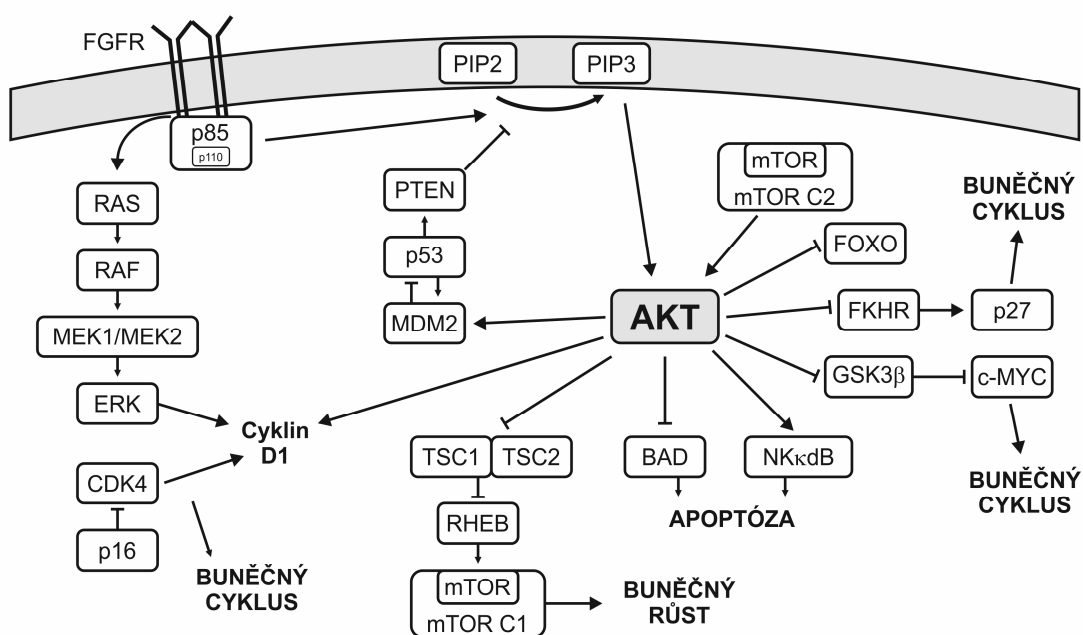 FGFR
PIP2
PIP3
p85
p110
RAS
RAF
MEK1/MEK2
ERK
CDK4
p16
Cyklin
D1
BUNĚČNÝ
CYKLUS
PTEN
p53
MDM2
mTOR
mTOR C2
AKT
FOXO
FKHR
p27
BUNĚČNÝ
CYKLUS
GSK3β
c-MYC
BUNĚČNÝ
CYKLUS
TSC1
TSC2
BAD
NKκdB
APOPTÓZA
RHEB
mTOR
mTOR C1
BUNĚČNÝ
RŮST